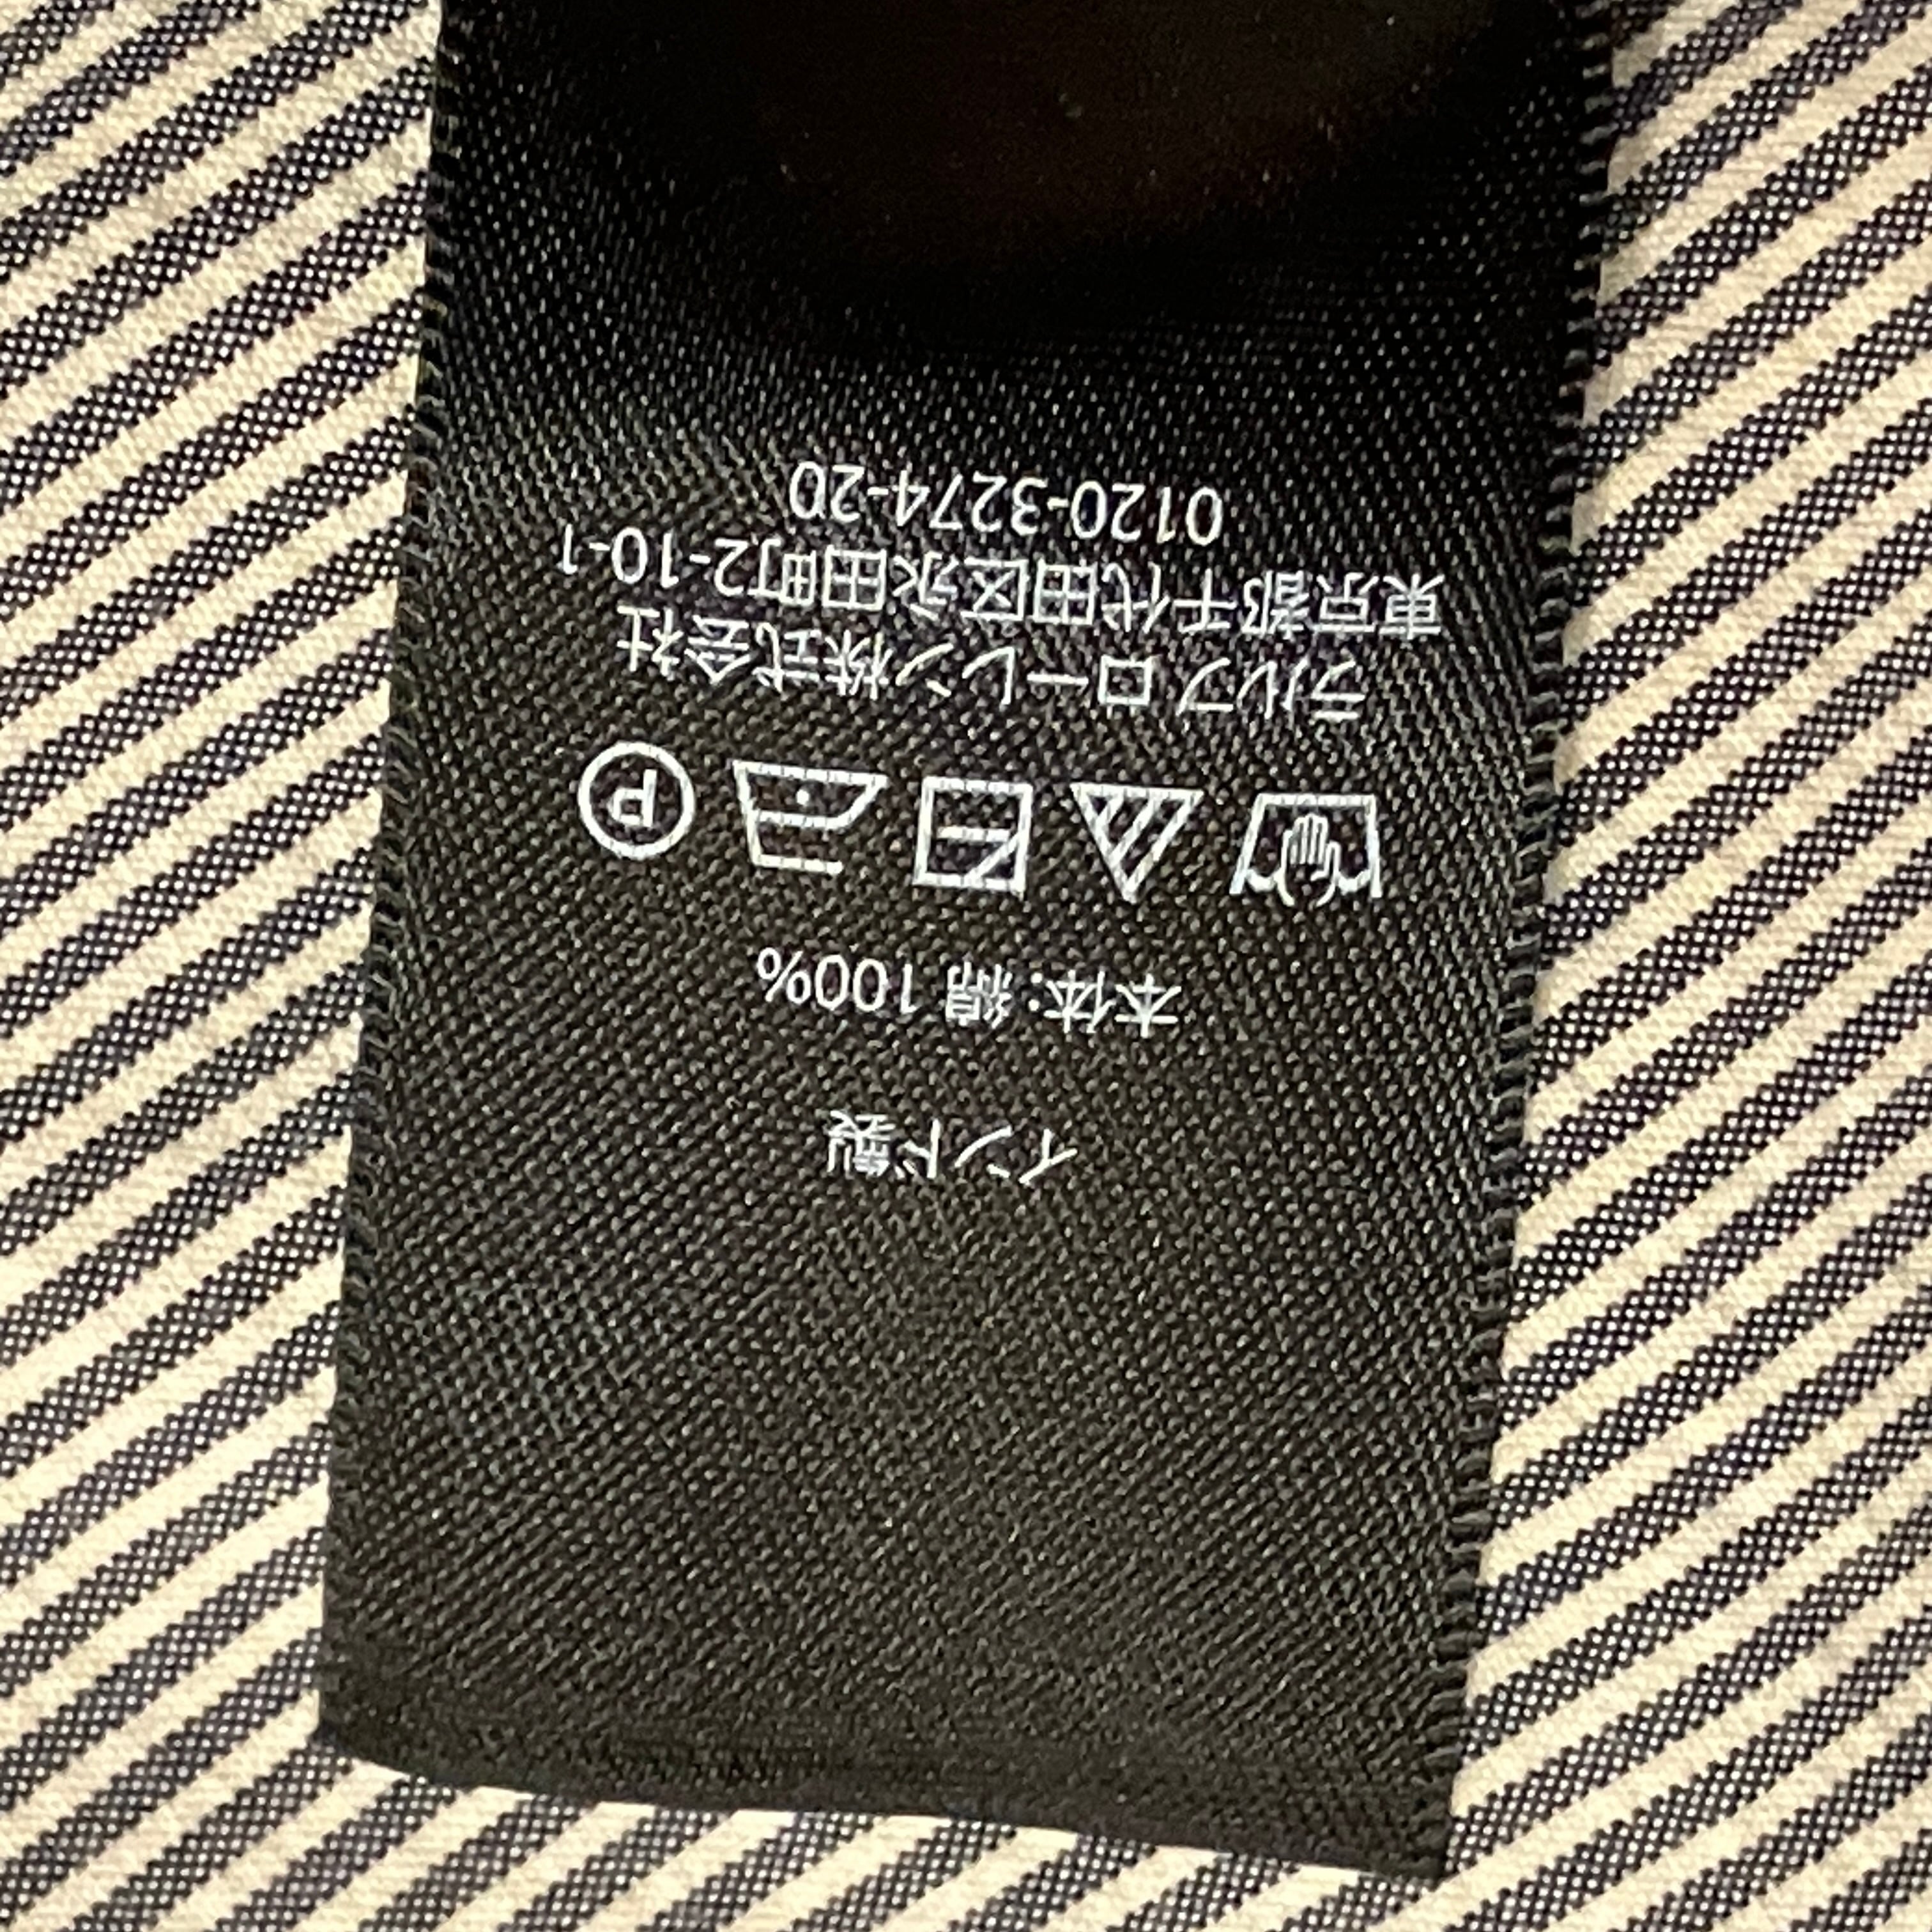 インド製
本体: 綿 100%
P
ラルフ ローレン株式会社
東京都千代田区永田町2-10-1
0120-3274-20